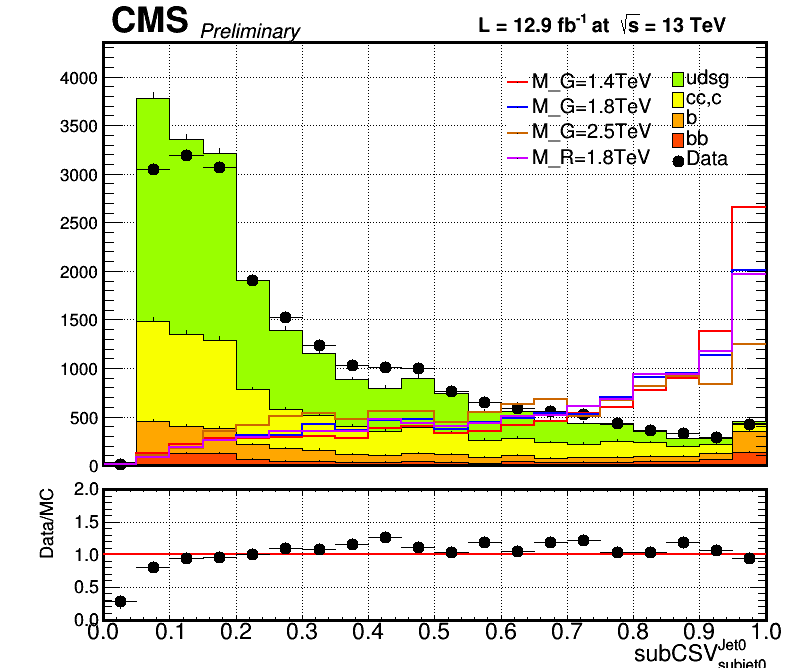 CMS Preliminary L = 12.9 fb⁻¹ at √s = 13 TeV
4000
3500
3000
2500
2000
1500
1000
500
0
M_G=1.4TeV
M_G=1.8TeV
M_G=2.5TeV
M_R=1.8TeV
udsg
cc,c
b
bb
Data
Data/MC
2.0
1.5
1.0
0.5
0.0
0.0 0.1 0.2 0.3 0.4 0.5 0.6 0.7 0.8 0.9 1.0
subCSV^Jet0_subjet0